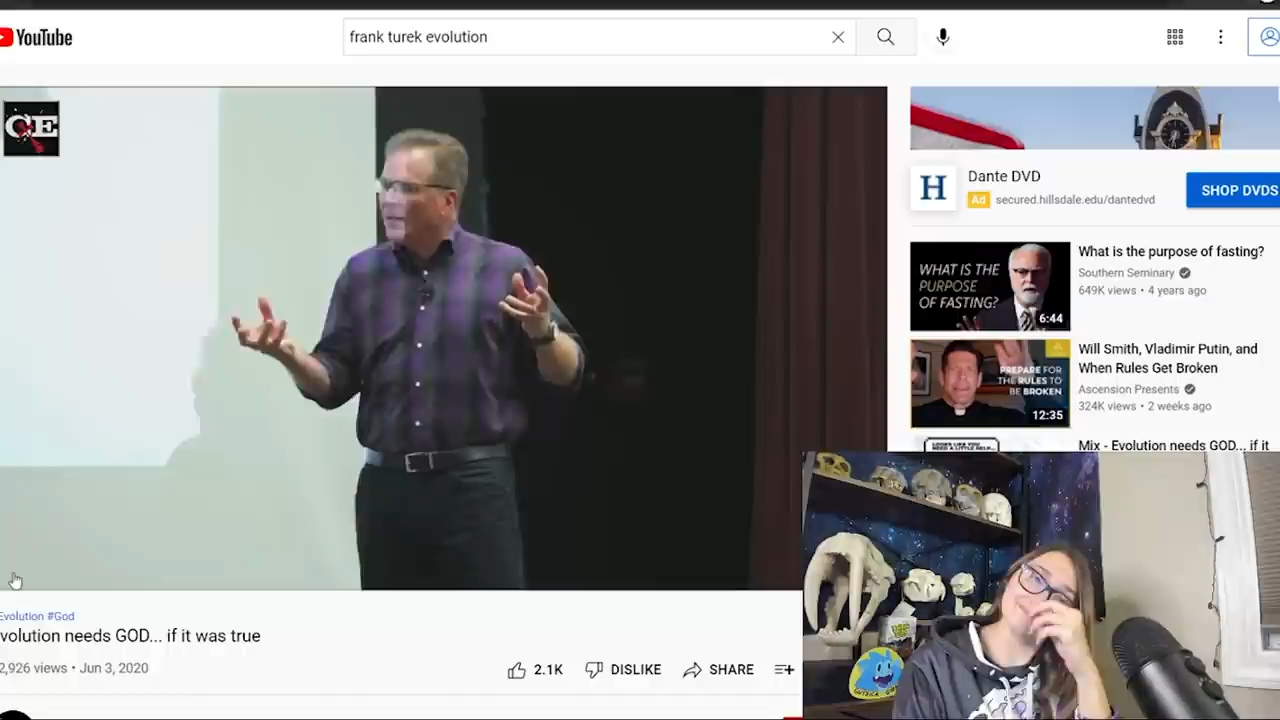 YouTube
frank turek evolution
CE
Dante DVD
Ad secured.hillsdale.edu/dantedvd
SHOP DVDS
WHAT IS THE
PURPOSE
OF FASTING?
6:44
What is the purpose of fasting?
Southern Seminary
649K views • 4 years ago
PREPARE FOR
THE RULES TO
BE BROKEN
12:35
Will Smith, Vladimir Putin, and
When Rules Get Broken
Ascension Presents
324K views • 2 weeks ago
Mix - Evolution needs GOD... if it
Evolution #God
volution needs GOD... if it was true
2,926 views • Jun 3, 2020
2.1K
DISLIKE
SHARE